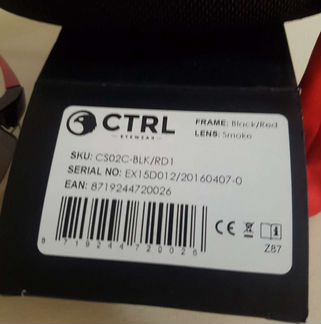 CTRL
EYEWEAR
FRAME: Black/Red
LENS: Smoke
SKU: CS02C-BLK/RD1
SERIAL NO: EX15D012/20160407-0
EAN: 8719244720026
8 719244 720026
CE
Z87